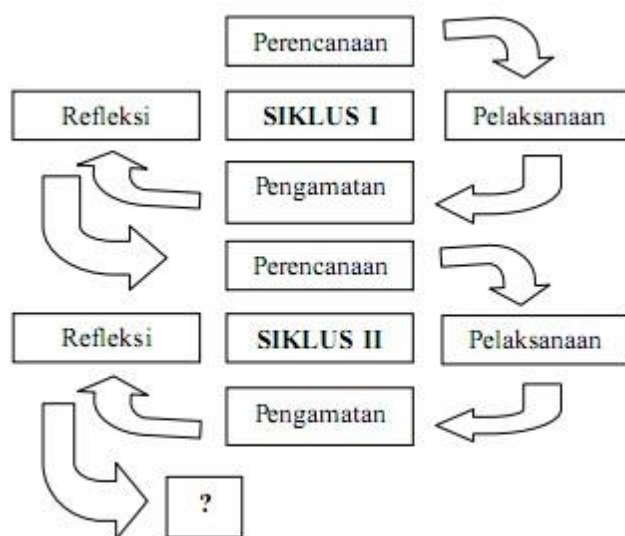 Perencanaan
Refleksi
SIKLUS I
Pelaksanaan
Pengamatan
Perencanaan
Refleksi
SIKLUS II
Pelaksanaan
Pengamatan
?